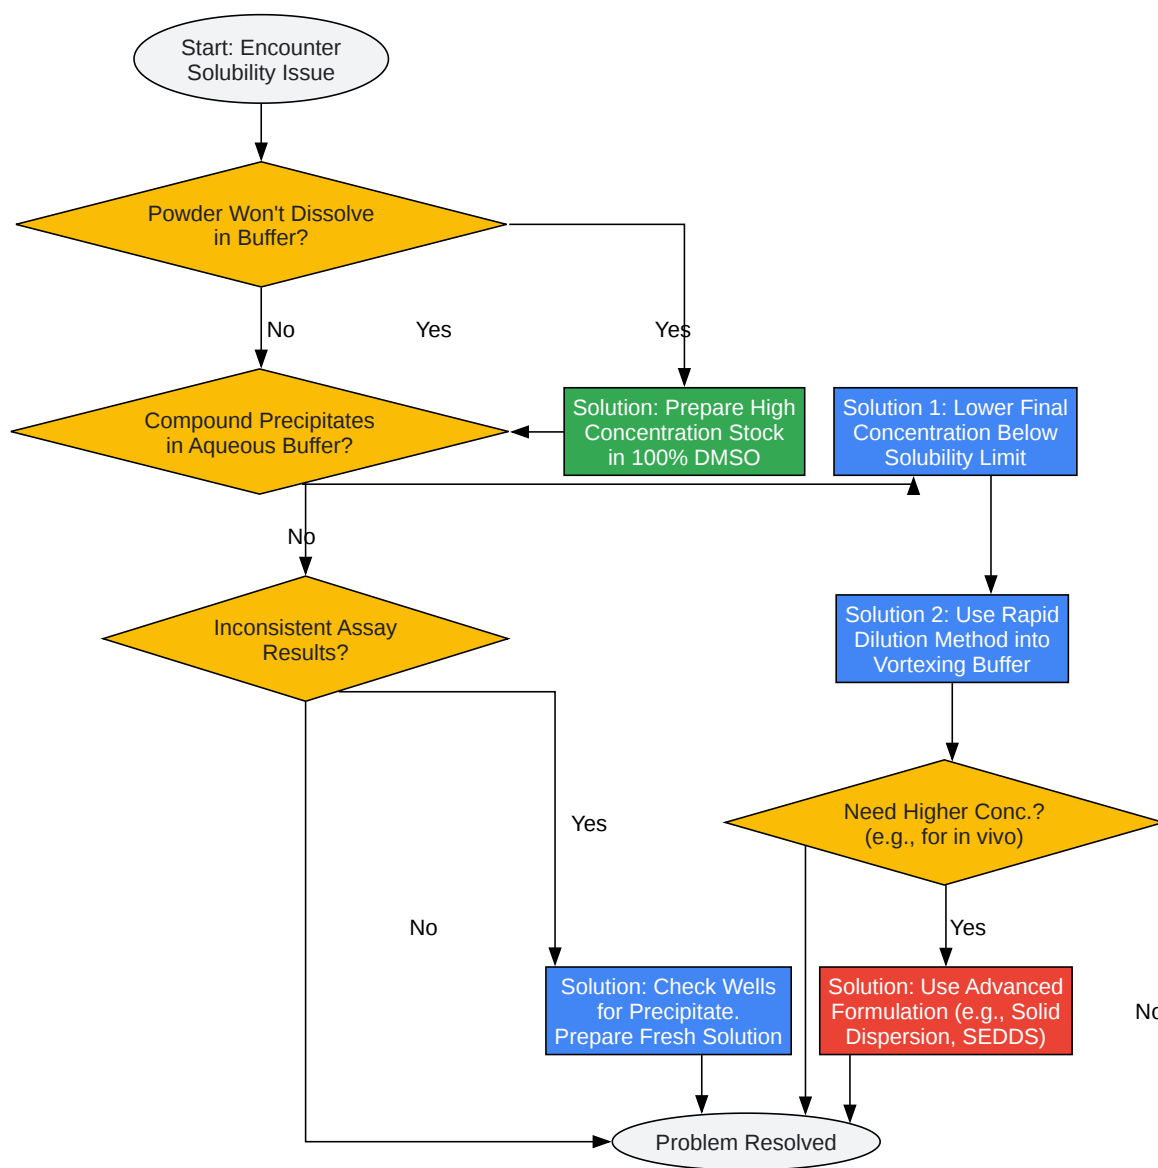 Start: Encounter
Solubility Issue
Powder Won't Dissolve
in Buffer?
No
Yes
Yes
Compound Precipitates
in Aqueous Buffer?
Solution: Prepare High
Concentration Stock
in 100% DMSO
Solution 1: Lower Final
Concentration Below
Solubility Limit
No
Inconsistent Assay
Results?
Solution 2: Use Rapid
Dilution Method into
Vortexing Buffer
Yes
Need Higher Conc.?
(e.g., for in vivo)
No
Yes
Solution: Check Wells
for Precipitate.
Prepare Fresh Solution
Solution: Use Advanced
Formulation (e.g., Solid
Dispersion, SEDDS)
No
Problem Resolved